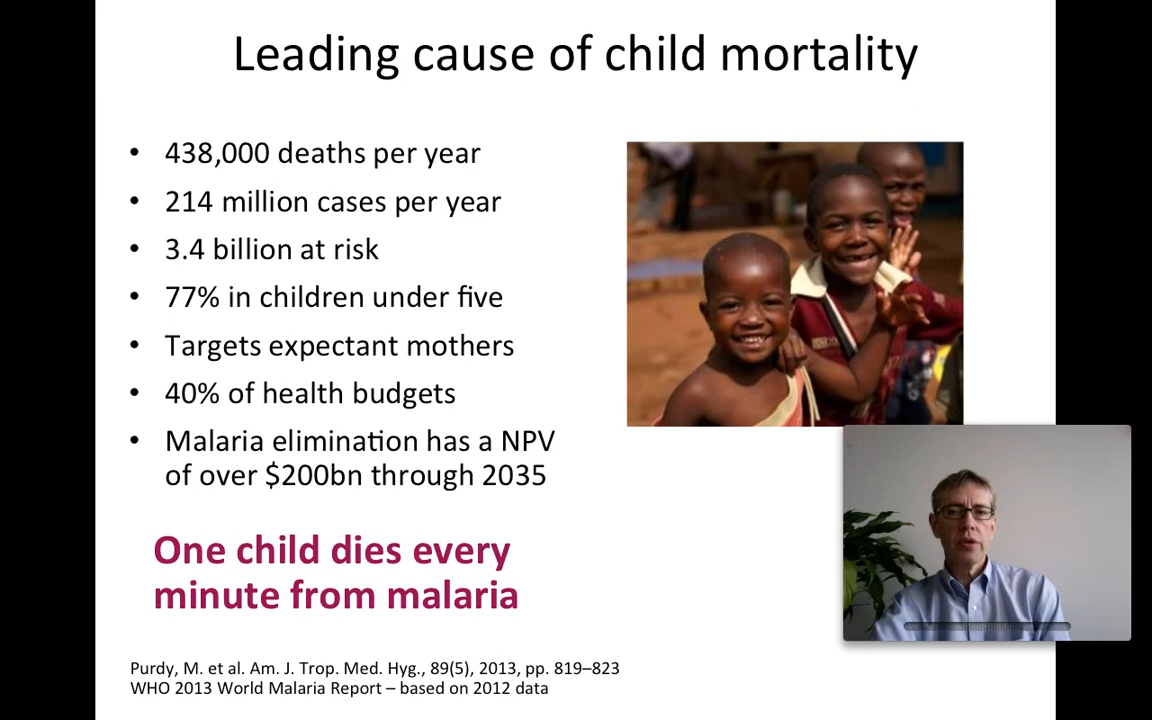 Leading cause of child mortality
• 438,000 deaths per year
• 214 million cases per year
• 3.4 billion at risk
• 77% in children under five
• Targets expectant mothers
• 40% of health budgets
• Malaria elimination has a NPV
of over $200bn through 2035
One child dies every
minute from malaria
Purdy, M. et al. Am. J. Trop. Med. Hyg., 89(5), 2013, pp. 819–823
WHO 2013 World Malaria Report – based on 2012 data